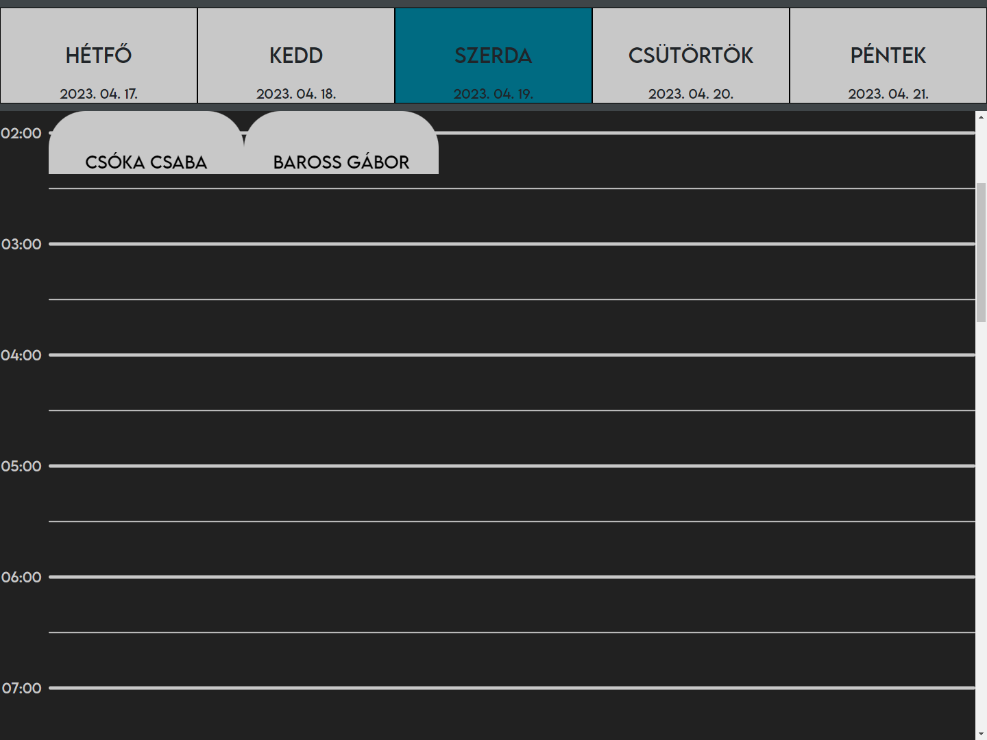 HÉTFŐ
2023. 04. 17.
KEDD
2023. 04. 18.
SZERDA
2023. 04. 19.
CSÜTÖRTÖK
2023. 04. 20.
PÉNTEK
2023. 04. 21.
02:00
CSÓKA CSABA
BAROSS GÁBOR
03:00
04:00
05:00
06:00
07:00